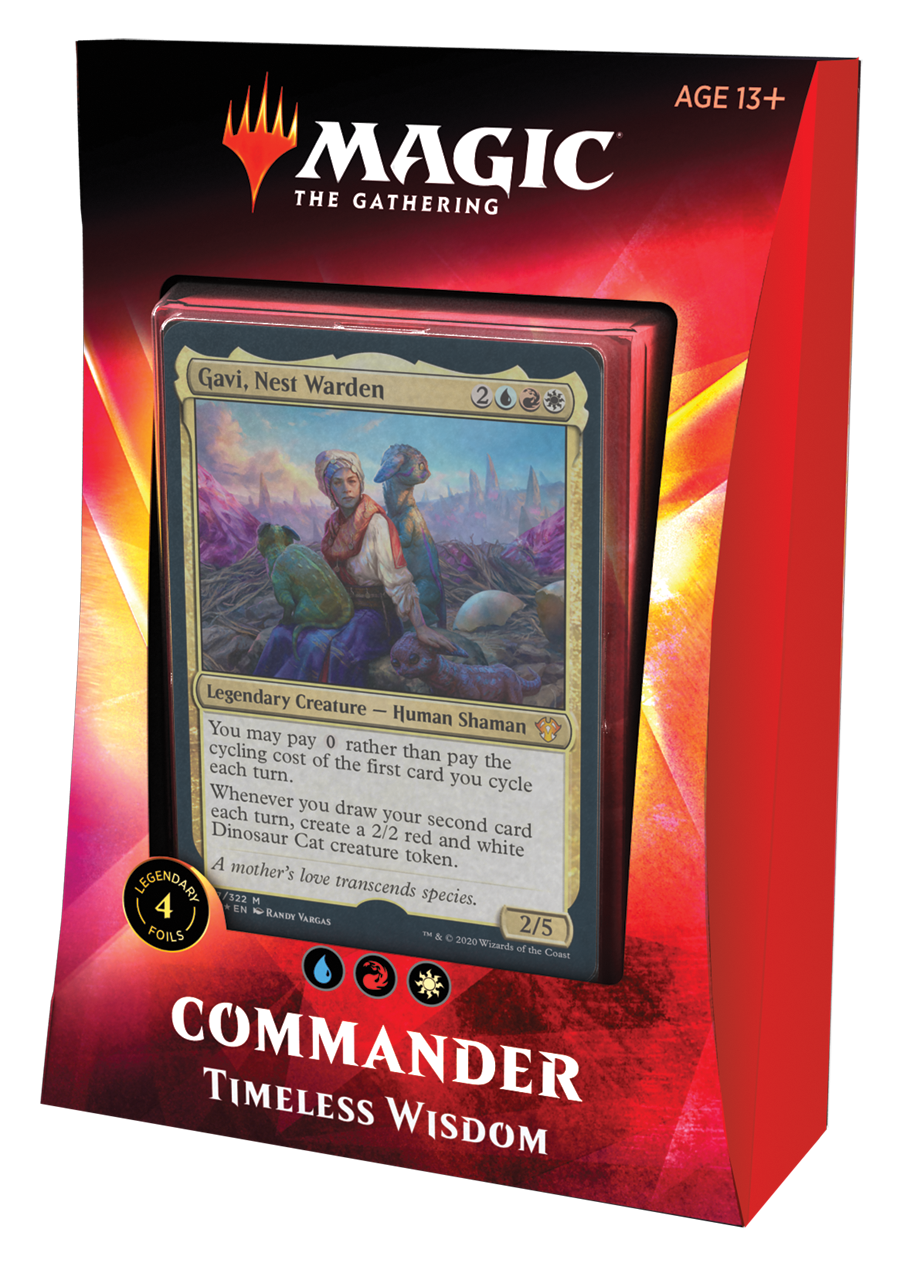 AGE 13+
MAGIC
THE GATHERING
Gavi, Nest Warden
2
Legendary Creature — Human Shaman
You may pay 0 rather than pay the
cycling cost of the first card you cycle
each turn.
Whenever you draw your second card
each turn, create a 2/2 red and white
Dinosaur Cat creature token.
A mother's love transcends species.
/322 M
EN RANDY VARGAS
2/5
™ & © 2020 Wizards of the Coast
LEGENDARY
4
FOILS
COMMANDER
TIMELESS WISDOM